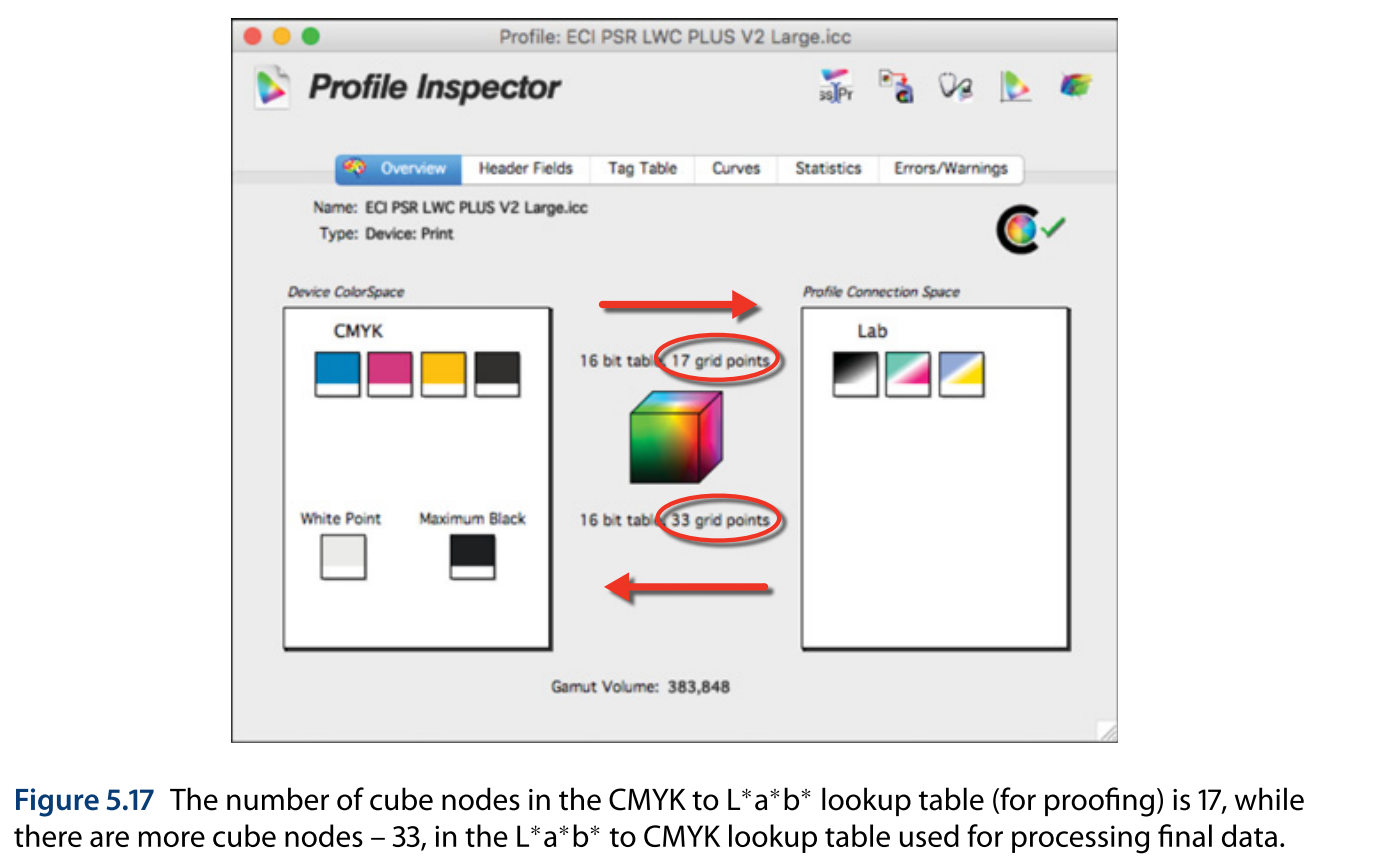 Profile: ECI PSR LWC PLUS V2 Large.icc
Profile Inspector
ss Pr
Overview
Header Fields
Tag Table
Curves
Statistics
Errors/Warnings
Name: ECI PSR LWC PLUS V2 Large.icc
Type: Device: Print
Device ColorSpace
Profile Connection Space
CMYK
16 bit table, 17 grid points
Lab
White Point
Maximum Black
16 bit table, 33 grid points
Gamut Volume: 383,848
Figure 5.17 The number of cube nodes in the CMYK to L*a*b* lookup table (for proofing) is 17, while
there are more cube nodes – 33, in the L*a*b* to CMYK lookup table used for processing final data.